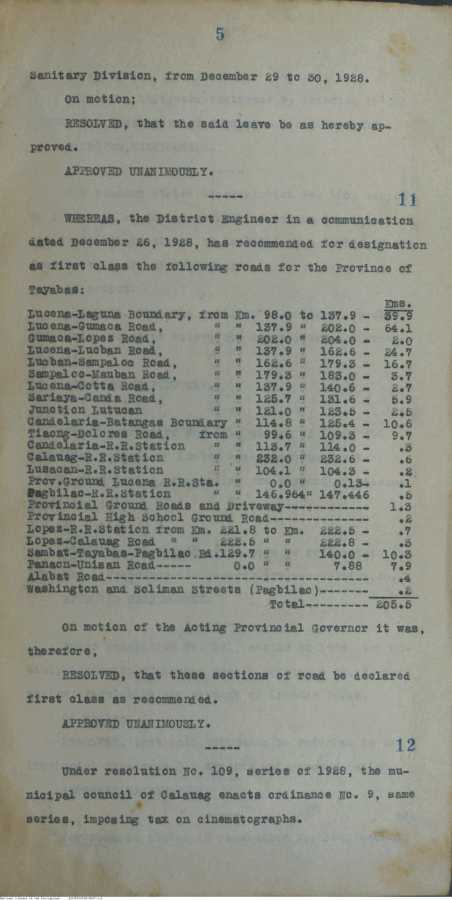 5
Sanitary Division, from December 29 to 30, 1928.
On motion;
RESOLVED, that the said leave be as hereby ap-
proved.
APPROVED UNANIMOUSLY.
-----
11
WHEREAS, the District Engineer in a communication
dated December 26, 1928, has recommended for designation
as first class the following roads for the Province of
Tayabas:
Kms.
Lucena-Laguna Boundary, from Km. 98.0 to 137.9 - 39.9
Lucena-Gumaca Road, " " 137.9 " 202.0 - 64.1
Gumaca-Lopez Road, " " 202.0 " 204.0 - 2.0
Lucena-Lucban Road, " " 137.9 " 162.6 - 24.7
Lucban-Sampaloc Road, " " 162.6 " 179.3 - 16.7
Sampaloc-Mauban Road, " " 179.3 " 183.0 - 3.7
Lucena-Cotta Road, " " 137.9 " 140.6 - 2.7
Sariaya-Canda Road, " " 125.7 " 131.6 - 5.9
Junction Lutucan " " 121.0 " 123.5 - 2.5
Candelaria-Batangas Boundary " 114.8 " 125.4 - 10.6
Tiaong-Dolores Road, from " 99.6 " 109.3 - 9.7
Candelaria-R.R.Station " " 113.7 " 114.0 - .3
Calauag-R.R.Station " " 232.0 " 232.6 - .6
Lusacan-R.R.Station " " 104.1 " 104.3 - .2
Prov.Ground Lucena R.R.Sta. " 0.0 " 0.13- .1
Pagbilao-R.R.Station " " 146.964" 147.446 .5
Provincial Ground Roads and Driveway------------ 1.3
Provincial High School Ground Road-------------- .2
Lopez-R.R.Station from Km. 221.8 to Km. 222.5 - .7
Lopez-Calauag Road " " 222.5 " " 222.8 - .3
Sambat-Tayabas-Pagbilao Rd.129.7 " " 140.0 - 10.3
Panaon-Unisan Road----- 0.0 " " 7.88 7.9
Alabat Road------------------------------------- .4
Washington and Soliman Streets (Pagbilao)------- .2
Total--------- 205.5
On motion of the Acting Provincial Governor it was,
therefore,
RESOLVED, that these sections of road be declared
first class as recommended.
APPROVED UNANIMOUSLY.
-----
12
Under resolution No. 109, series of 1928, the mu-
nicipal council of Calauag enacts ordinance No. 9, same
series, imposing tax on cinematographs.